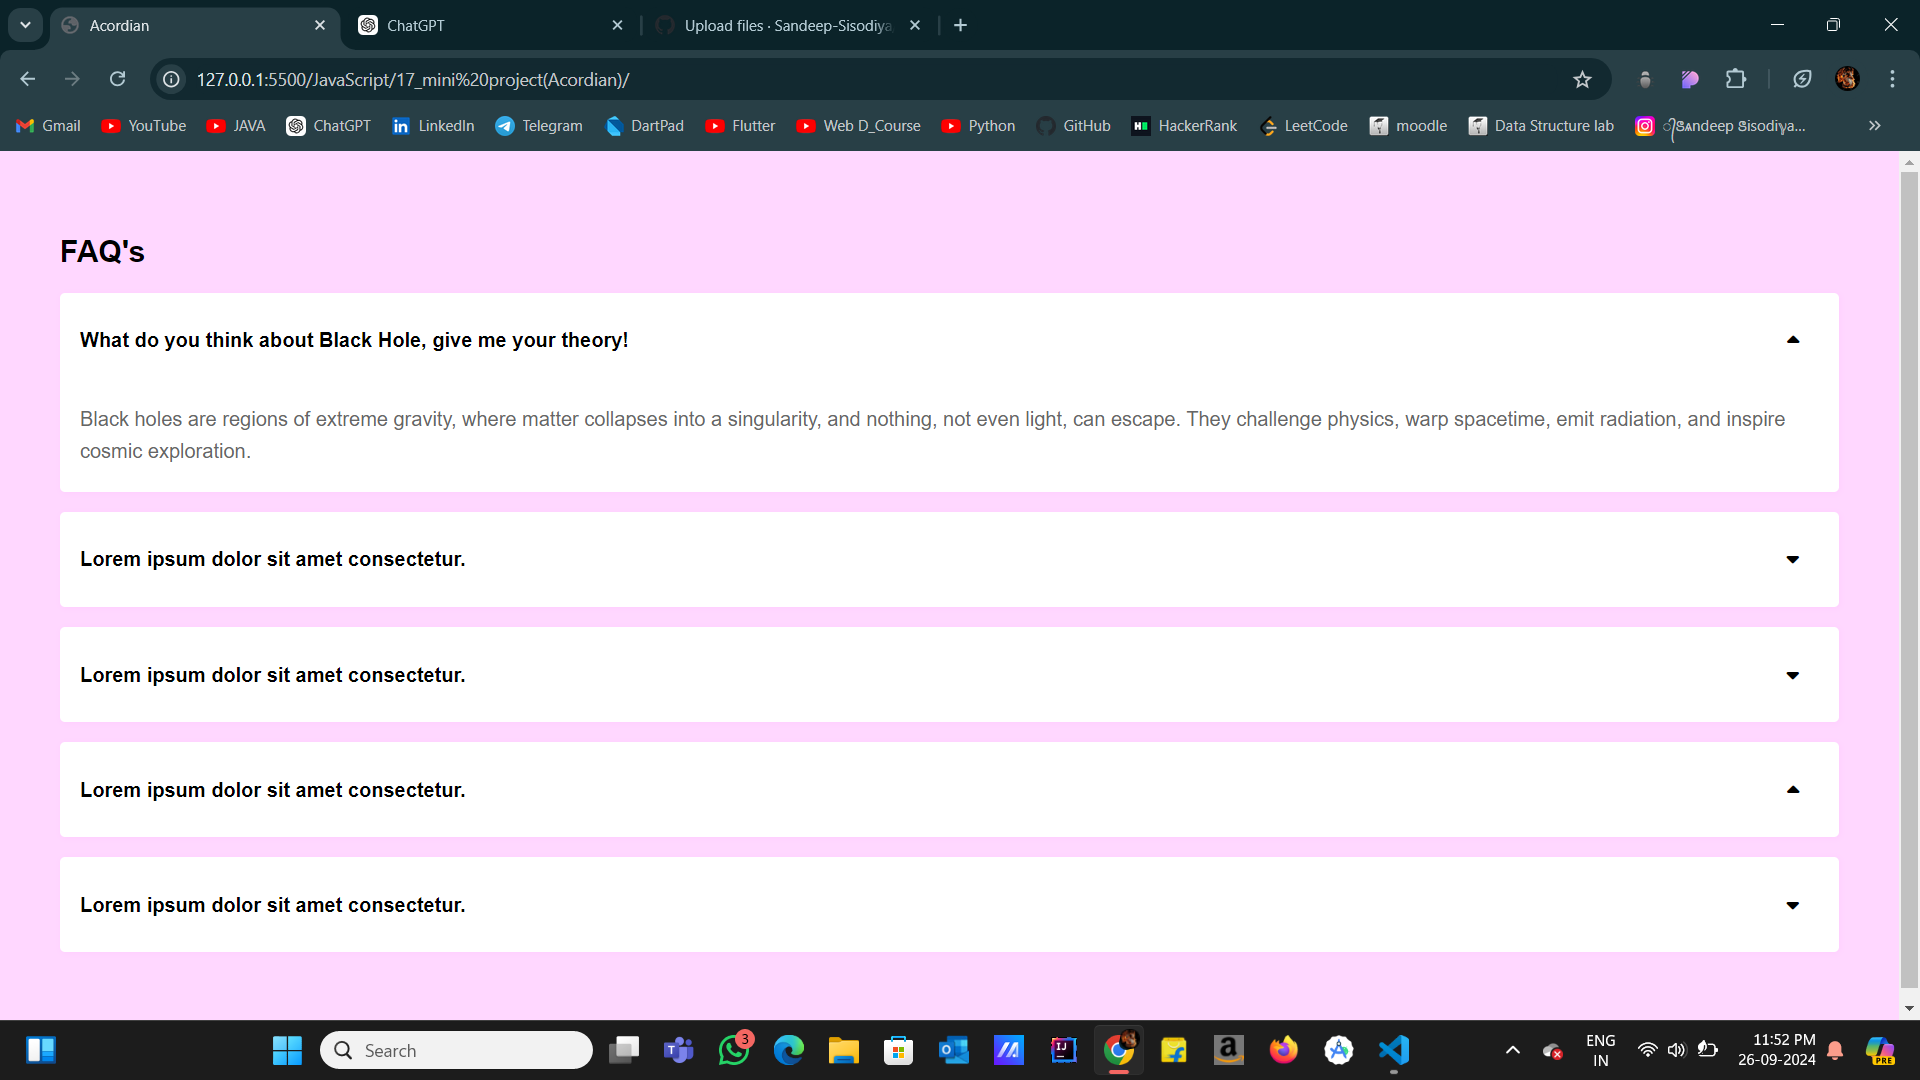 Acordian
ChatGPT
Upload files · Sandeep-Sisodiya
127.0.0.1:5500/JavaScript/17_mini%20project(Acordian)/
Gmail YouTube JAVA ChatGPT LinkedIn Telegram DartPad Flutter Web D_Course Python GitHub HackerRank LeetCode moodle Data Structure lab
FAQ's
What do you think about Black Hole, give me your theory!
Black holes are regions of extreme gravity, where matter collapses into a singularity, and nothing, not even light, can escape. They challenge physics, warp spacetime, emit radiation, and inspire
cosmic exploration.
Lorem ipsum dolor sit amet consectetur.
Lorem ipsum dolor sit amet consectetur.
Lorem ipsum dolor sit amet consectetur.
Lorem ipsum dolor sit amet consectetur.
Search
3
ENG
IN
11:52 PM
26-09-2024
PRE